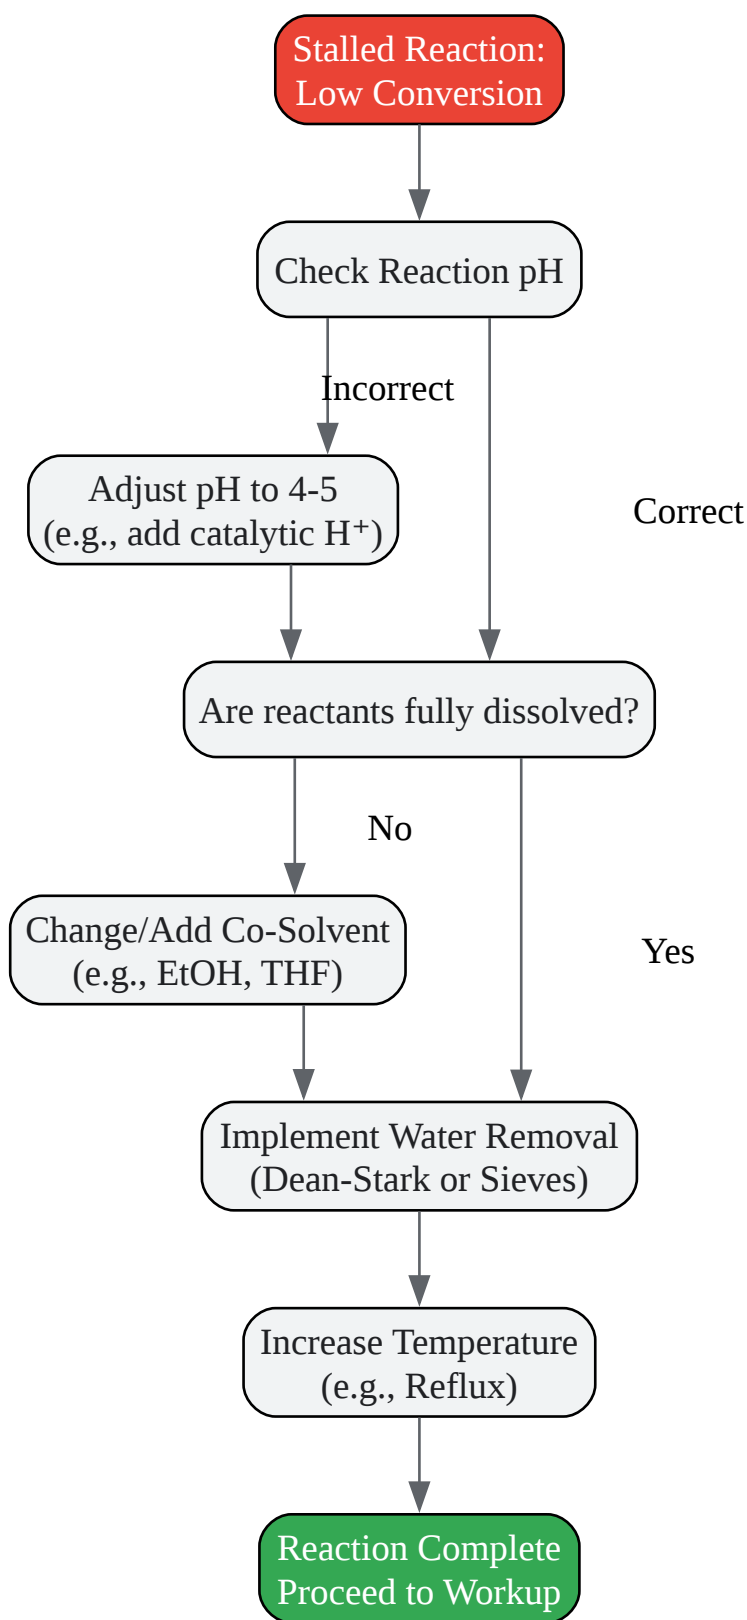 Stalled Reaction:
Low Conversion
Check Reaction pH
Incorrect
Adjust pH to 4-5
(e.g., add catalytic H⁺)
Correct
Are reactants fully dissolved?
No
Change/Add Co-Solvent
(e.g., EtOH, THF)
Yes
Implement Water Removal
(Dean-Stark or Sieves)
Increase Temperature
(e.g., Reflux)
Reaction Complete
Proceed to Workup